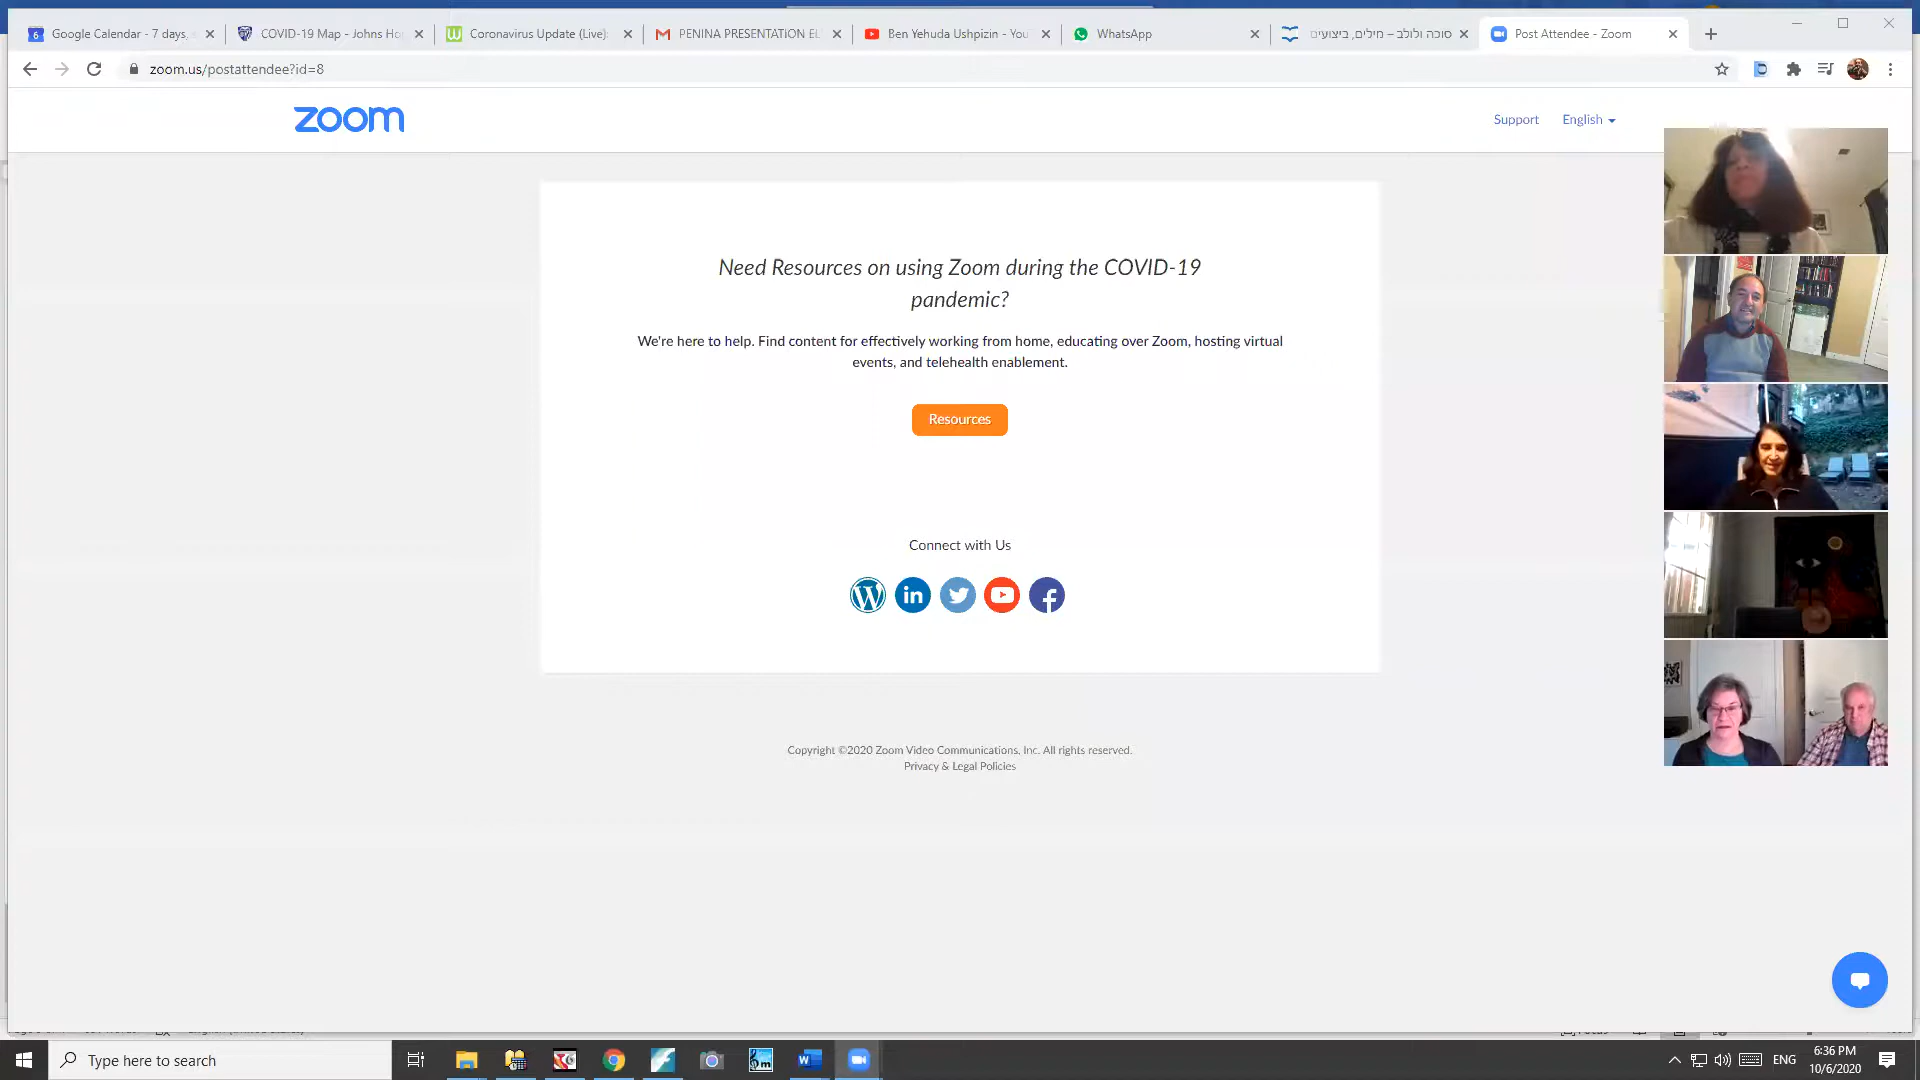 6 Google Calendar - 7 days,
COVID-19 Map - Johns Ho
Coronavirus Update (Live):
PENINA PRESENTATION EL
Ben Yehuda Ushpizin - You
WhatsApp
סוכה ולולב – מילים, ביצועים
Post Attendee - Zoom
zoom.us/postattendee?id=8
zoom
Support
English
Need Resources on using Zoom during the COVID-19
pandemic?
We're here to help. Find content for effectively working from home, educating over Zoom, hosting virtual
events, and telehealth enablement.
Resources
Connect with Us
Copyright ©2020 Zoom Video Communications, Inc. All rights reserved.
Privacy & Legal Policies
Type here to search
ENG
6:36 PM
10/6/2020